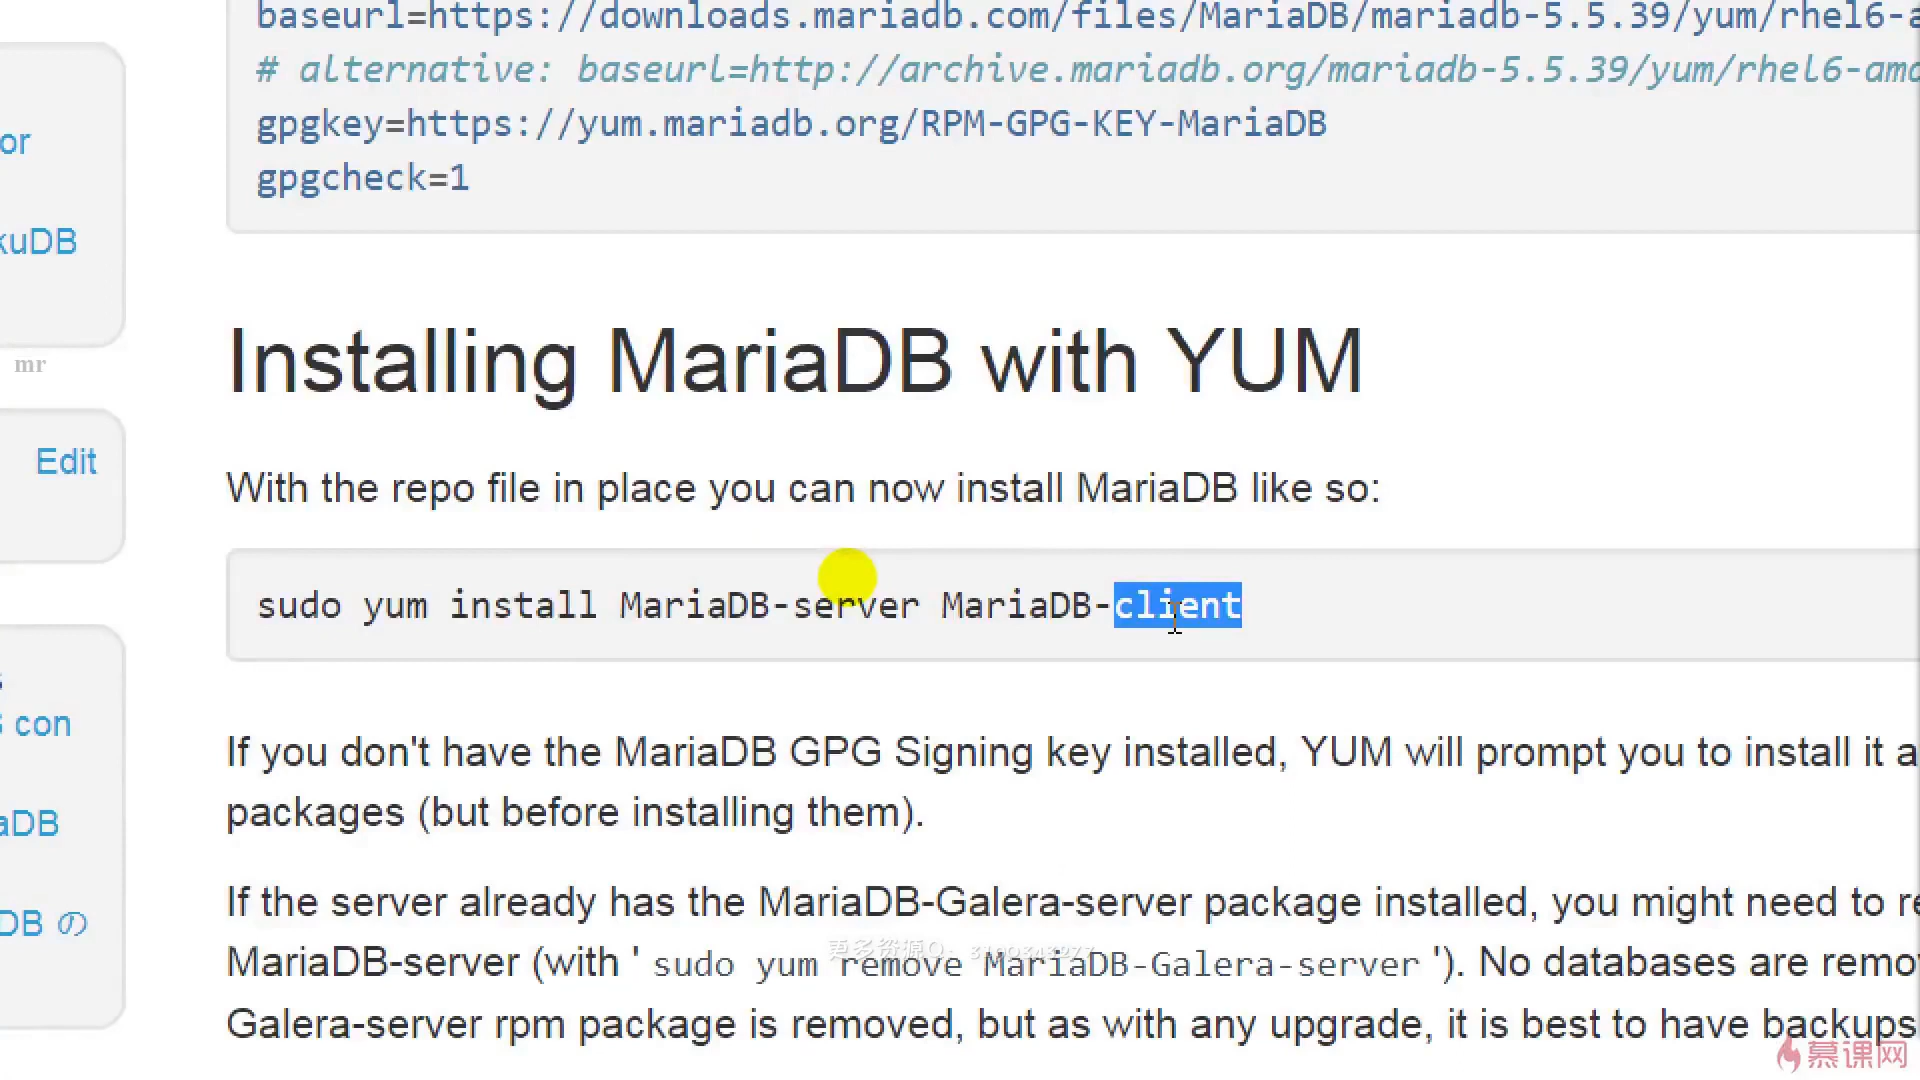 baseurl=https://downloads.mariadb.com/files/MariaDB/mariadb-5.5.39/yum/rhel6-a
# alternative: baseurl=http://archive.mariadb.org/mariadb-5.5.39/yum/rhel6-amd
gpgkey=https://yum.mariadb.org/RPM-GPG-KEY-MariaDB
gpgcheck=1
or
kuDB
mr
Edit
s con
aDB
DB の
Installing MariaDB with YUM
With the repo file in place you can now install MariaDB like so:
sudo yum install MariaDB-server MariaDB-client
If you don't have the MariaDB GPG Signing key installed, YUM will prompt you to install it a
packages (but before installing them).
If the server already has the MariaDB-Galera-server package installed, you might need to re
MariaDB-server (with ' sudo yum remove MariaDB-Galera-server '). No databases are remo
Galera-server rpm package is removed, but as with any upgrade, it is best to have backups
慕课网